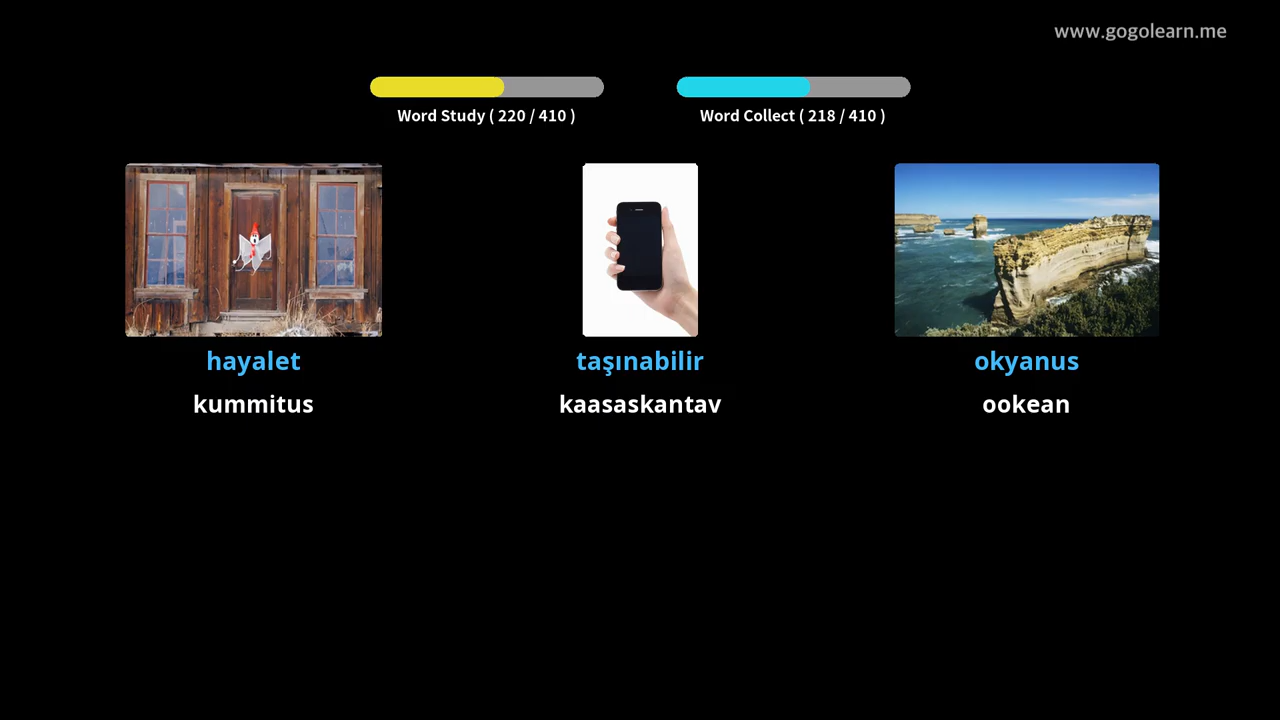 www.gogolearn.me
Word Study ( 220 / 410 )
Word Collect ( 218 / 410 )
hayalet
kummitus
taşınabilir
kaasaskantav
okyanus
ookean